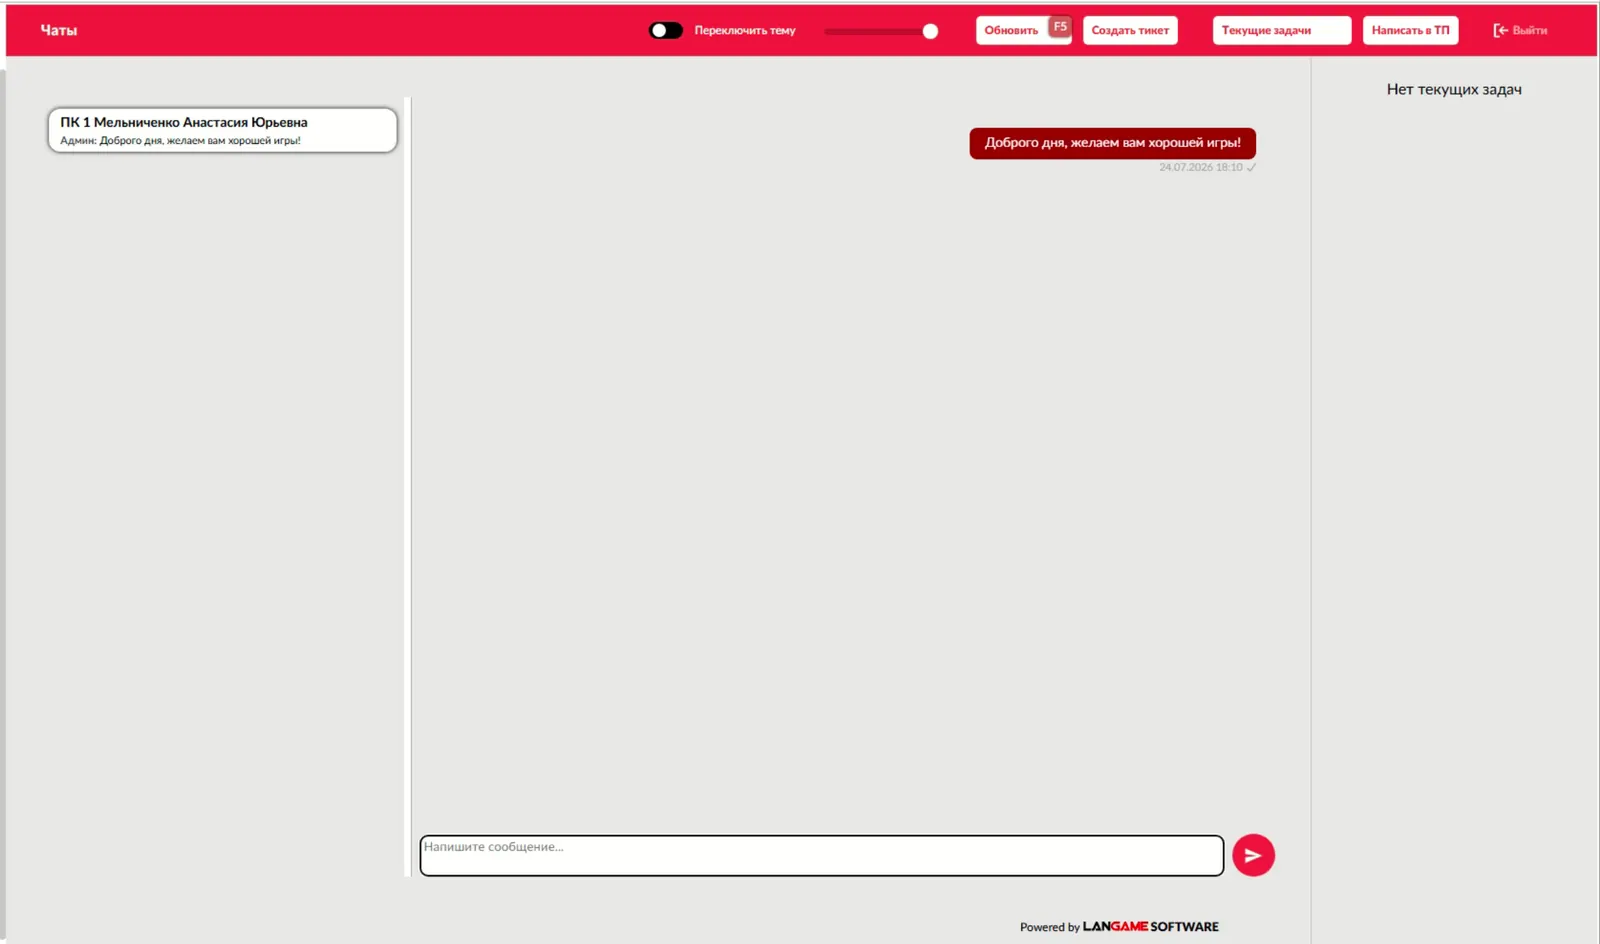 Чаты
Переключить тему
Обновить F5
Создать тикет
Текущие задачи
Написать в ТП
Выйти
ПК 1 Мельниченко Анастасия Юрьевна
Админ: Доброго дня, желаем вам хорошей игры!
Доброго дня, желаем вам хорошей игры!
24.07.2026 18:10
Нет текущих задач
Напишите сообщение...
Powered by LANGAME SOFTWARE